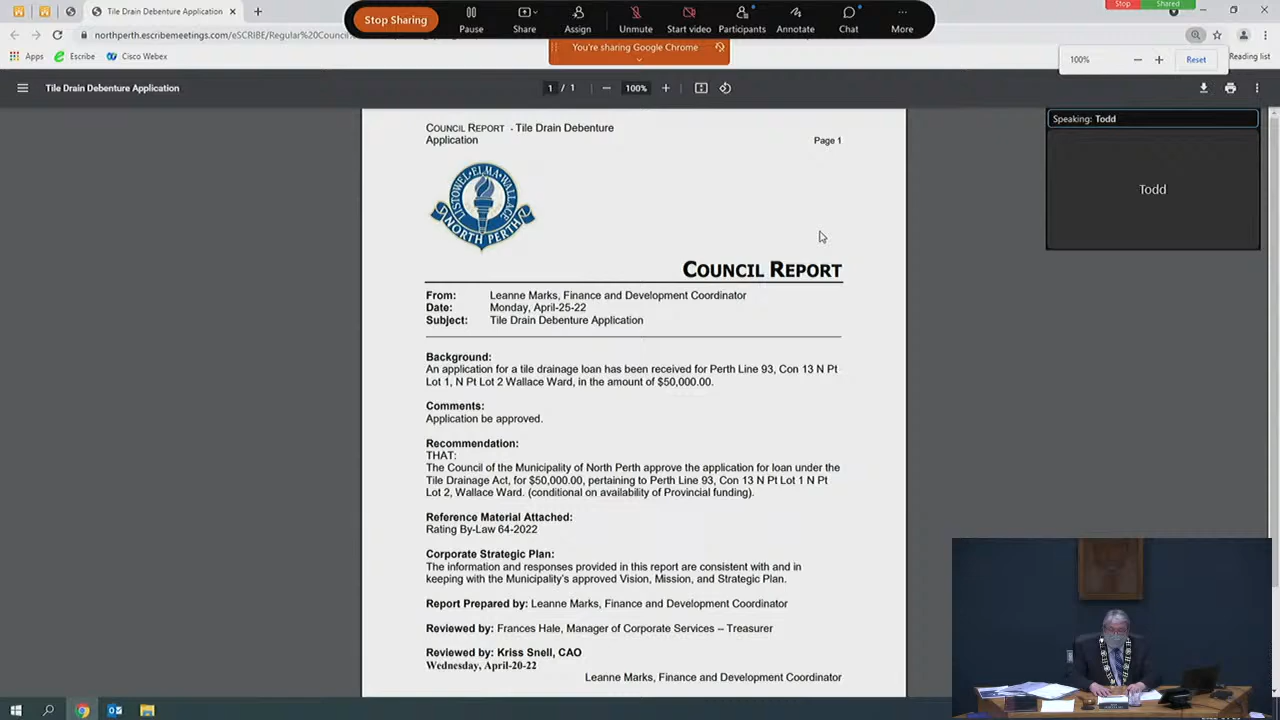 Tile Drain Debenture Application
northperth.escribemeetings.com/eSCRIBE/Regular%20Counci
Apps
Escribe
Cisco Webex
Stop Sharing
Pause
Share
Assign
Unmute
Start video
Participants
Annotate
Chat
More
You're sharing Google Chrome
Stop
Shared
100%
Reset
Reading list
Tile Drain Debenture Application
1 / 1
100%
COUNCIL REPORT - Tile Drain Debenture
Application
Page 1
LISTOWEL·ELMA·WALLACE
NORTH PERTH
COUNCIL REPORT
From: Leanne Marks, Finance and Development Coordinator
Date: Monday, April-25-22
Subject: Tile Drain Debenture Application
Background:
An application for a tile drainage loan has been received for Perth Line 93, Con 13 N Pt
Lot 1, N Pt Lot 2 Wallace Ward, in the amount of $50,000.00.
Comments:
Application be approved.
Recommendation:
THAT:
The Council of the Municipality of North Perth approve the application for loan under the
Tile Drainage Act, for $50,000.00, pertaining to Perth Line 93, Con 13 N Pt Lot 1 N Pt
Lot 2, Wallace Ward. (conditional on availability of Provincial funding).
Reference Material Attached:
Rating By-Law 64-2022
Corporate Strategic Plan:
The information and responses provided in this report are consistent with and in
keeping with the Municipality's approved Vision, Mission, and Strategic Plan.
Report Prepared by: Leanne Marks, Finance and Development Coordinator
Reviewed by: Frances Hale, Manager of Corporate Services – Treasurer
Reviewed by: Kriss Snell, CAO
Wednesday, April-20-22
Leanne Marks, Finance and Development Coordinator
Speaking: Todd
Todd